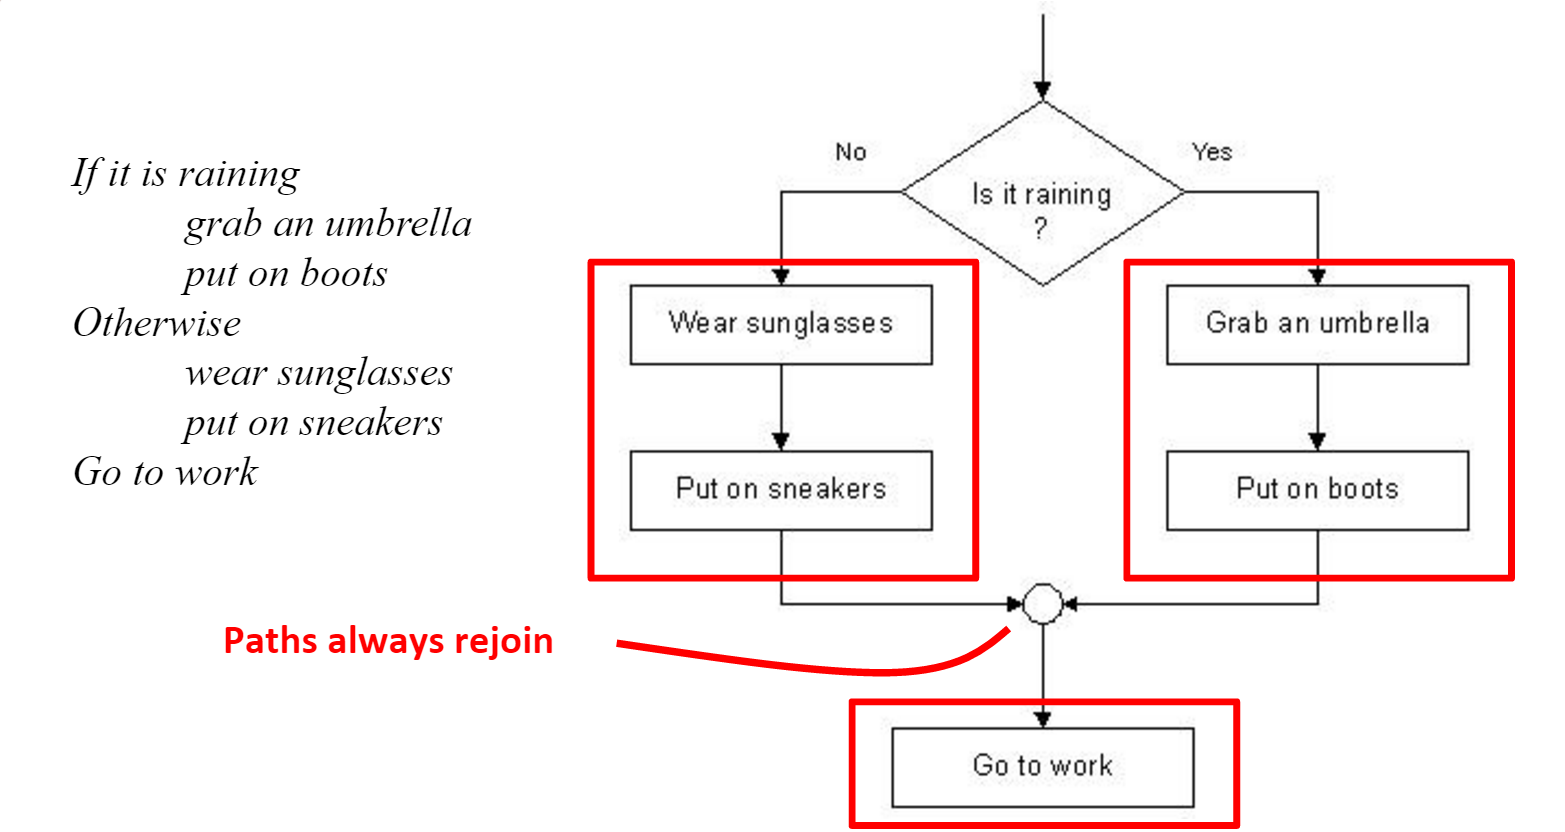 If it is raining
grab an umbrella
put on boots
Otherwise
wear sunglasses
put on sneakers
Go to work
No
Yes
Is it raining
?
Wear sunglasses
Grab an umbrella
Put on sneakers
Put on boots
Paths always rejoin
Go to work